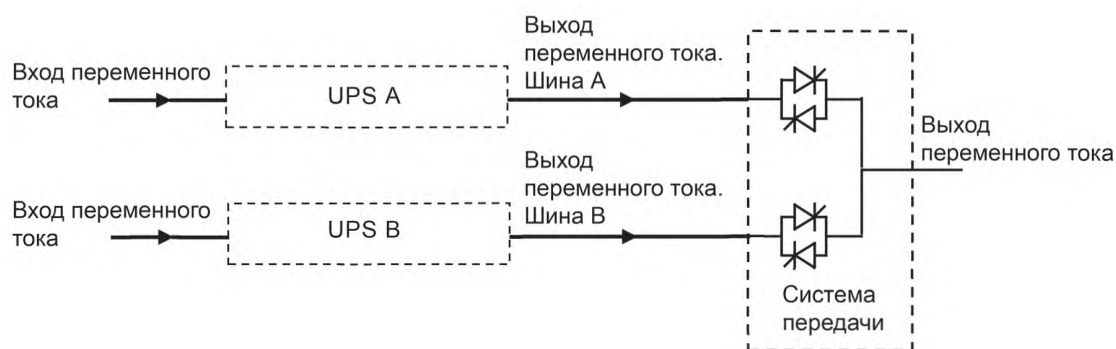 Вход переменного
тока
UPS A
Выход
переменного тока.
Шина A
Выход
переменного тока
Вход переменного
тока
UPS B
Выход
переменного тока.
Шина B
Система
передачи